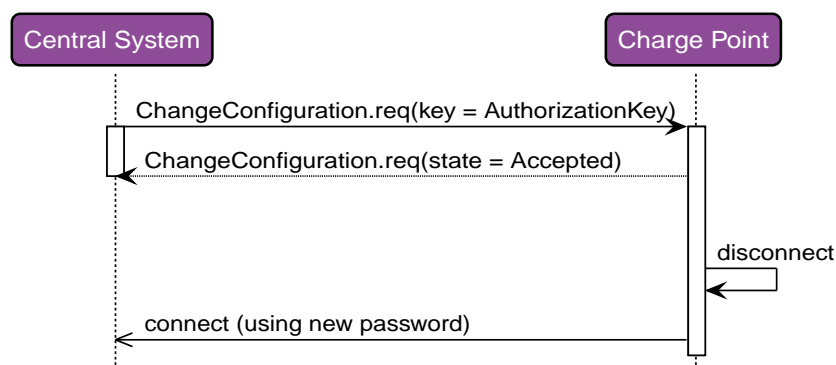 Central System
Charge Point
ChangeConfiguration.req(key = AuthorizationKey)
ChangeConfiguration.req(state = Accepted)
disconnect
connect (using new password)